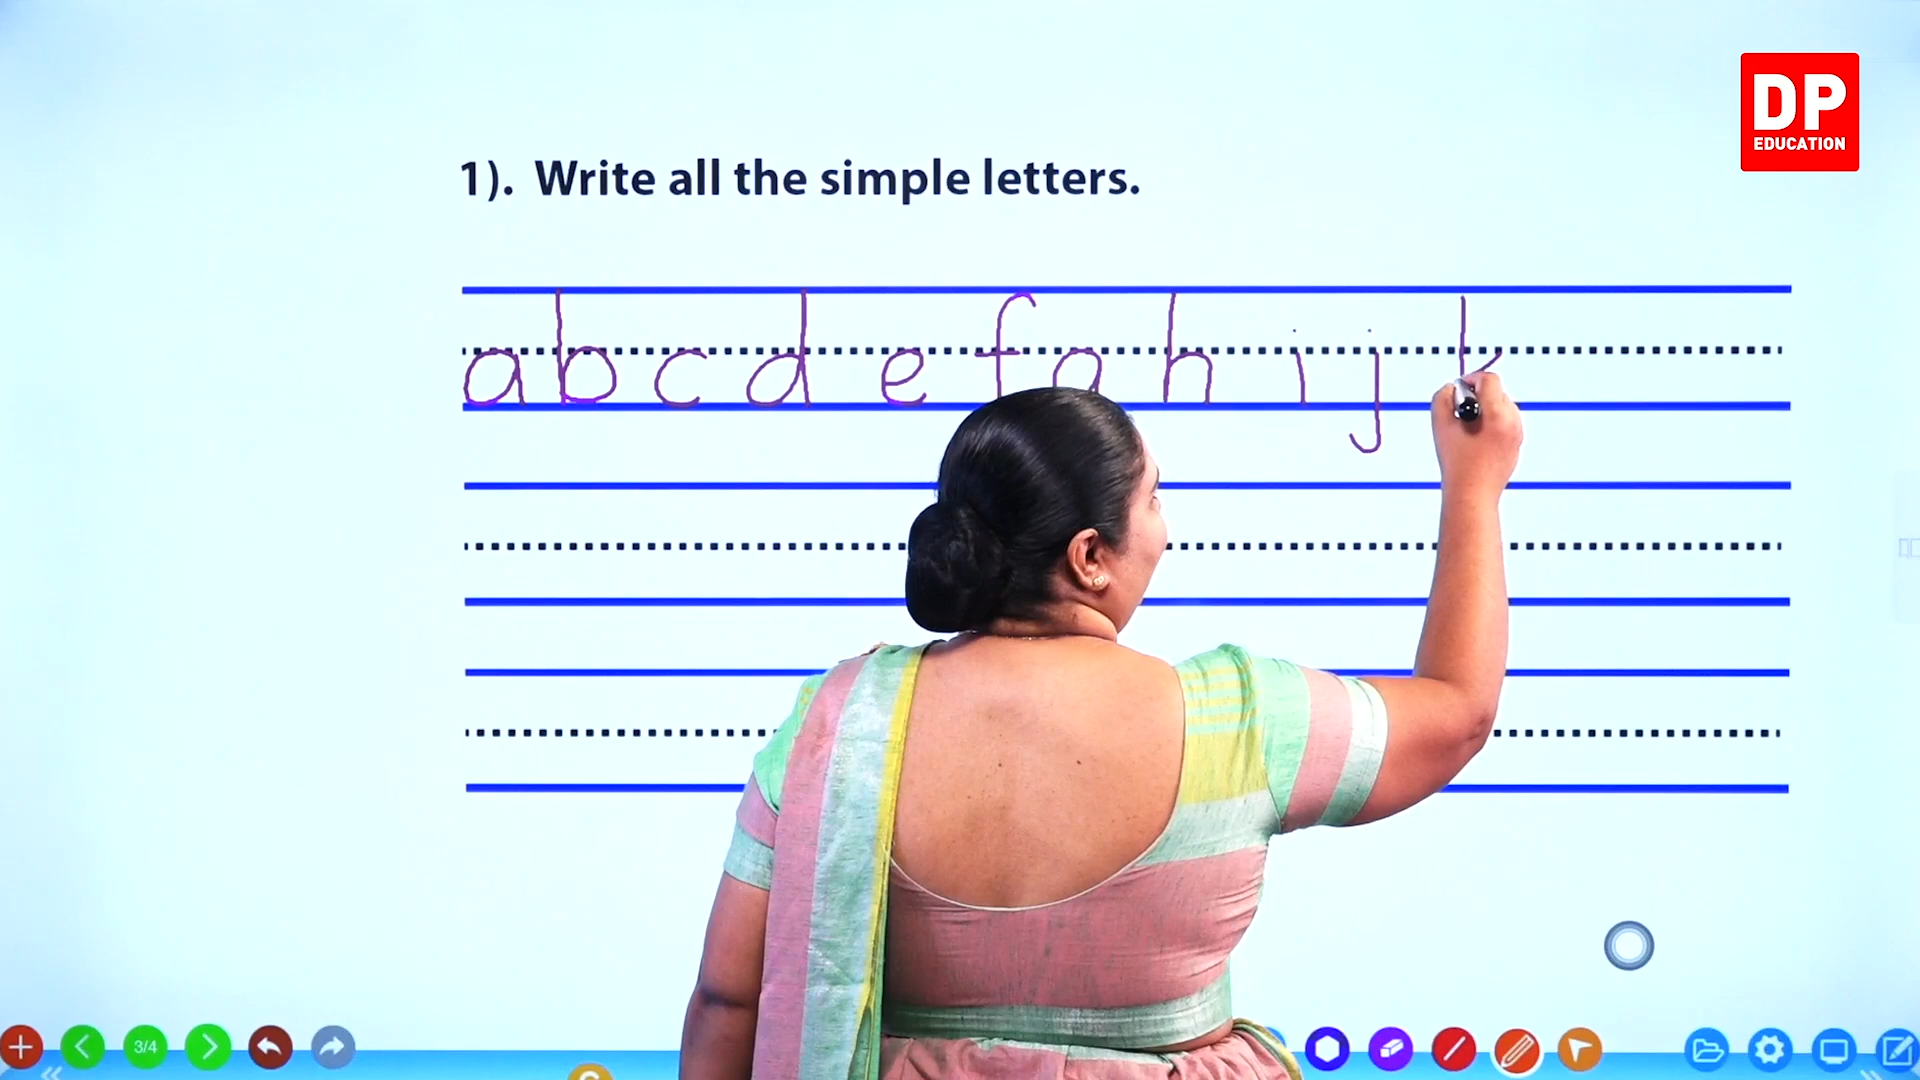 DP
EDUCATION
1). Write all the simple letters.
a b c d e f g h i j k
3/4